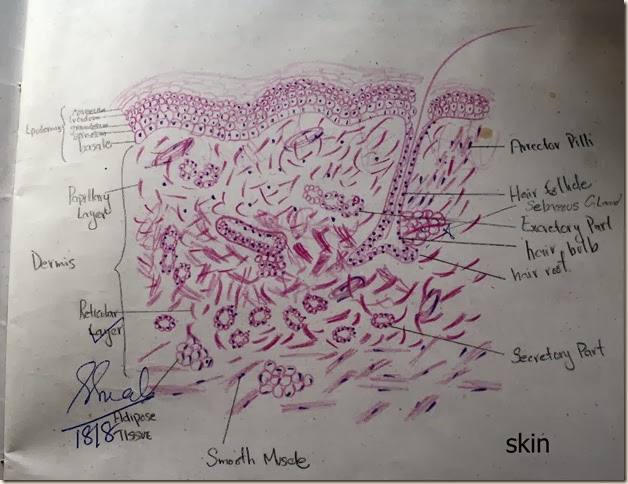 Epidermis
corneum
lucidum
granulosum
spinosum
basale
Papillary
Layer
Dermis
Reticular
Layer
18/8
Adipose
TISSUE
Smooth Muscle
Arrector Pilli
Hair follicle
Sebaceous Gland
Excretory Part
hair bulb
hair root
Secretory Part
skin